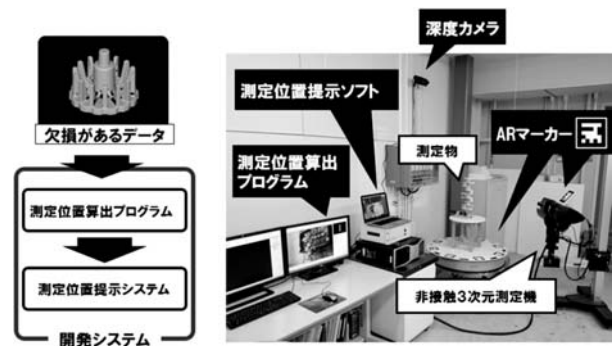 欠損があるデータ
測定位置算出プログラム
測定位置提示システム
開発システム
深度カメラ
測定位置提示ソフト
測定物
ARマーカー
測定位置算出
プログラム
非接触3次元測定機